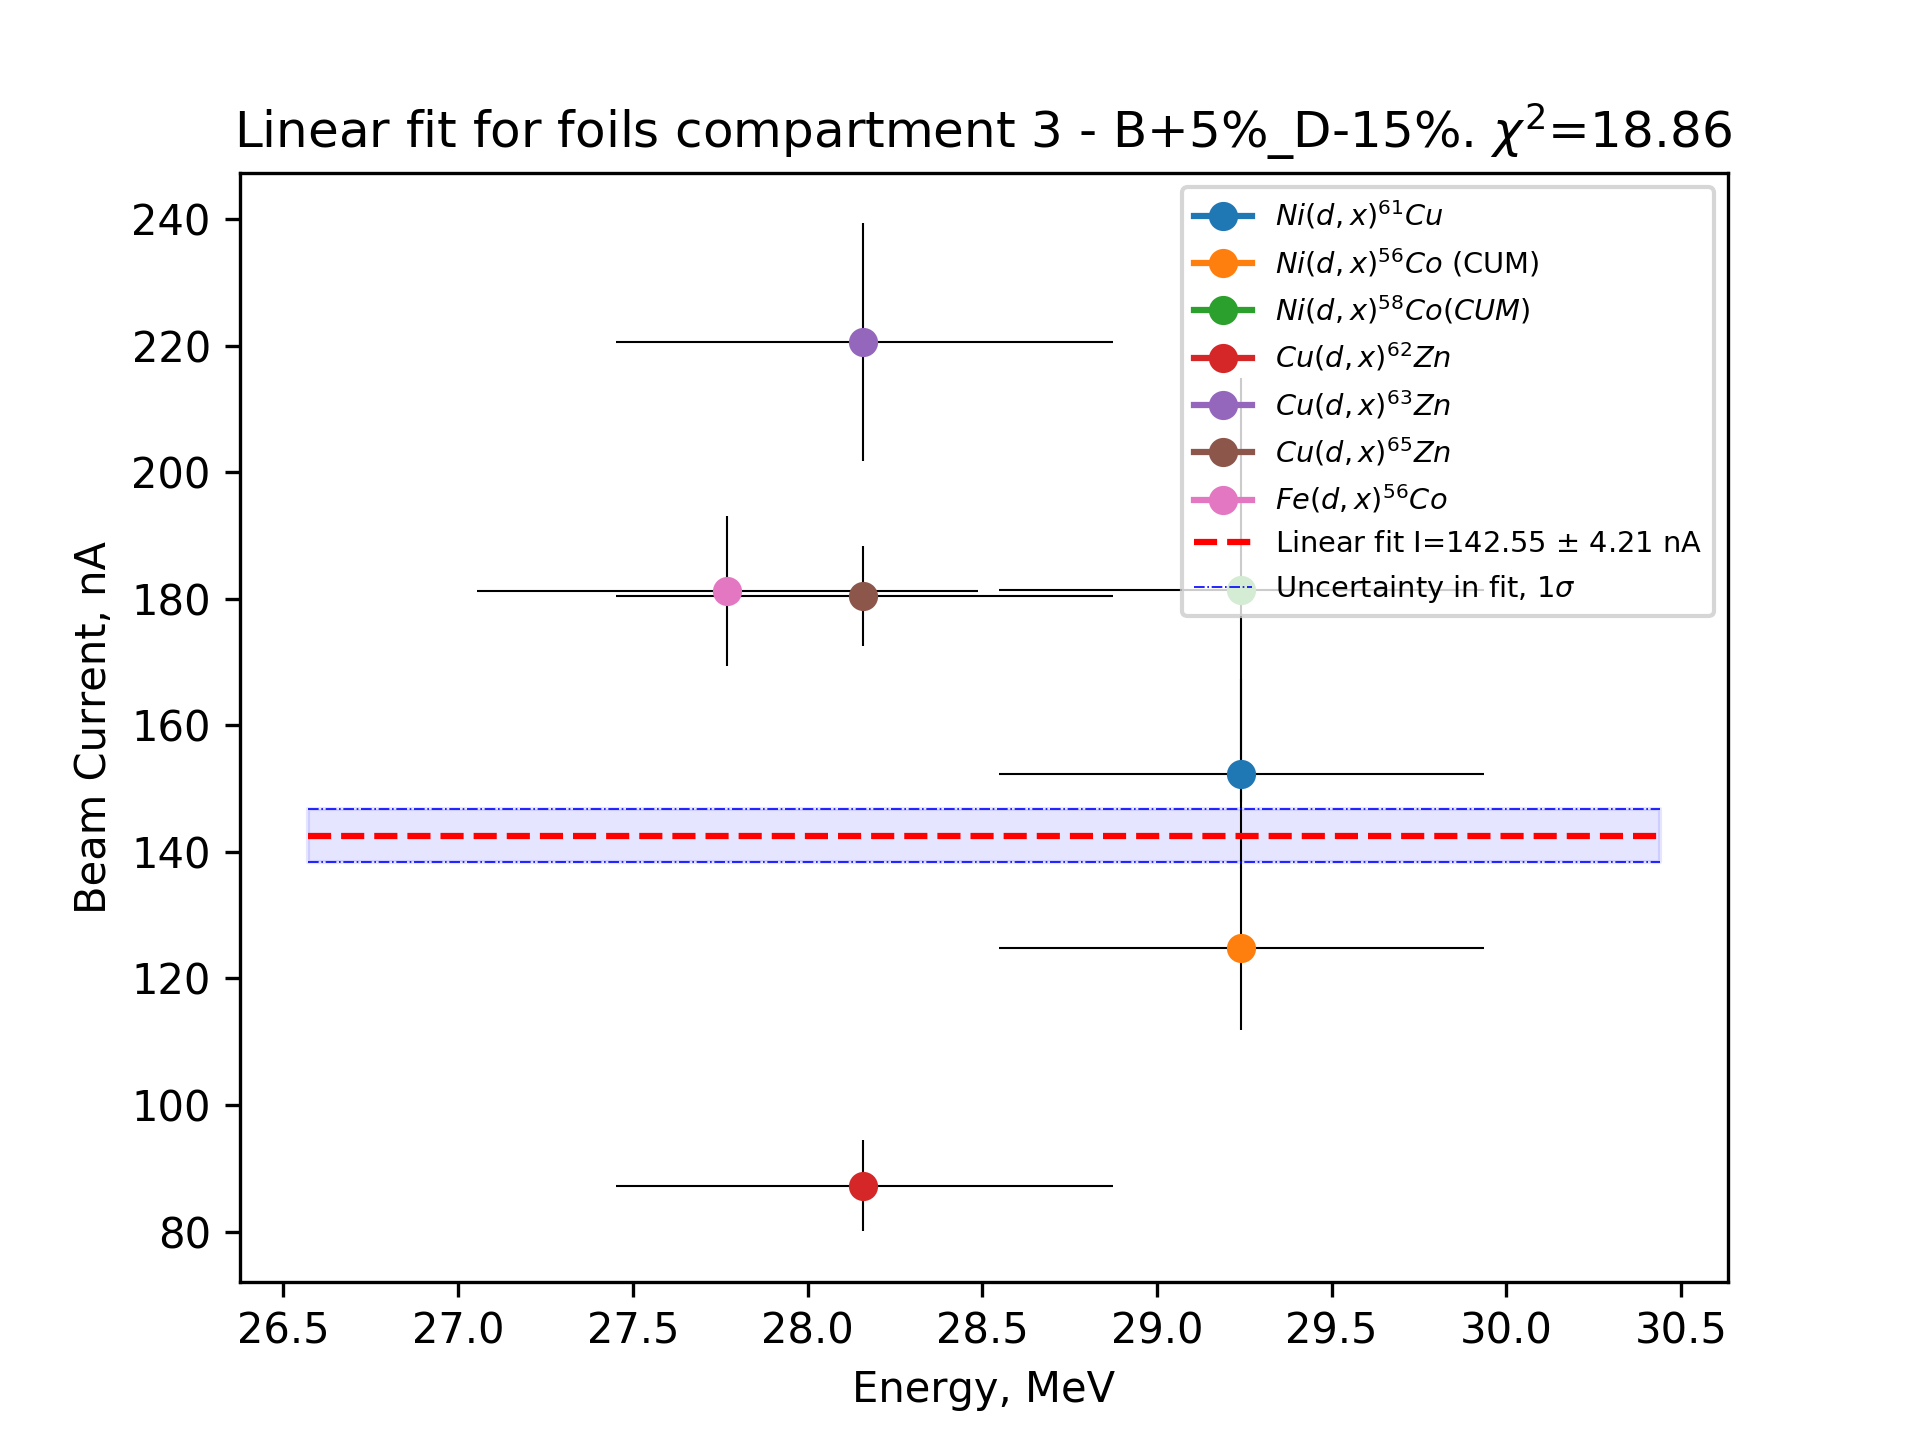 Linear fit for foils compartment 3 - B+5%_D-15%. χ²=18.86
Ni(d, x)⁶¹Cu
Ni(d, x)⁵⁶Co (CUM)
Ni(d, x)⁵⁸Co(CUM)
Cu(d, x)⁶²Zn
Cu(d, x)⁶³Zn
Cu(d, x)⁶⁵Zn
Fe(d, x)⁵⁶Co
Linear fit I=142.55 ± 4.21 nA
Uncertainty in fit, 1σ
Beam Current, nA
240
220
200
180
160
140
120
100
80
26.5 27.0 27.5 28.0 28.5 29.0 29.5 30.0 30.5
Energy, MeV